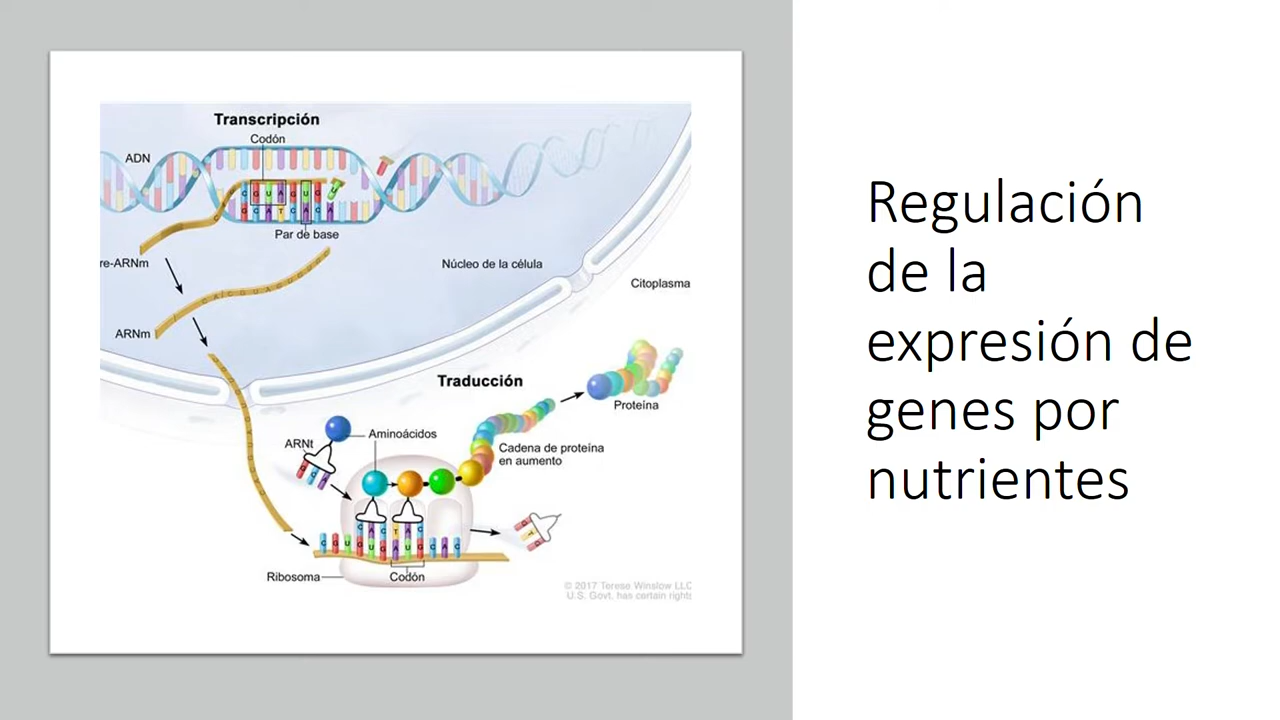 Transcripción
Codón
ADN
Par de base
re-ARNm
Núcleo de la célula
Citoplasma
ARNm
Traducción
Proteína
ARNt
Aminoácidos
Cadena de proteína
en aumento
Ribosoma
Codón
© 2017 Terese Winslow LLC
U.S. Govt. has certain rights
Regulación
de la
expresión de
genes por
nutrientes